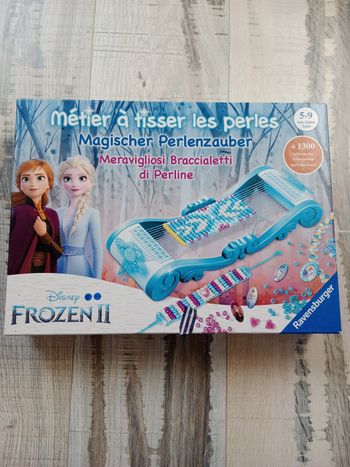 Métier à tisser les perles
Magischer Perlenzauber
Meravigliosi Braccialetti
di Perline
5-9
+ 1300
Disney
FROZEN II
Ravensburger